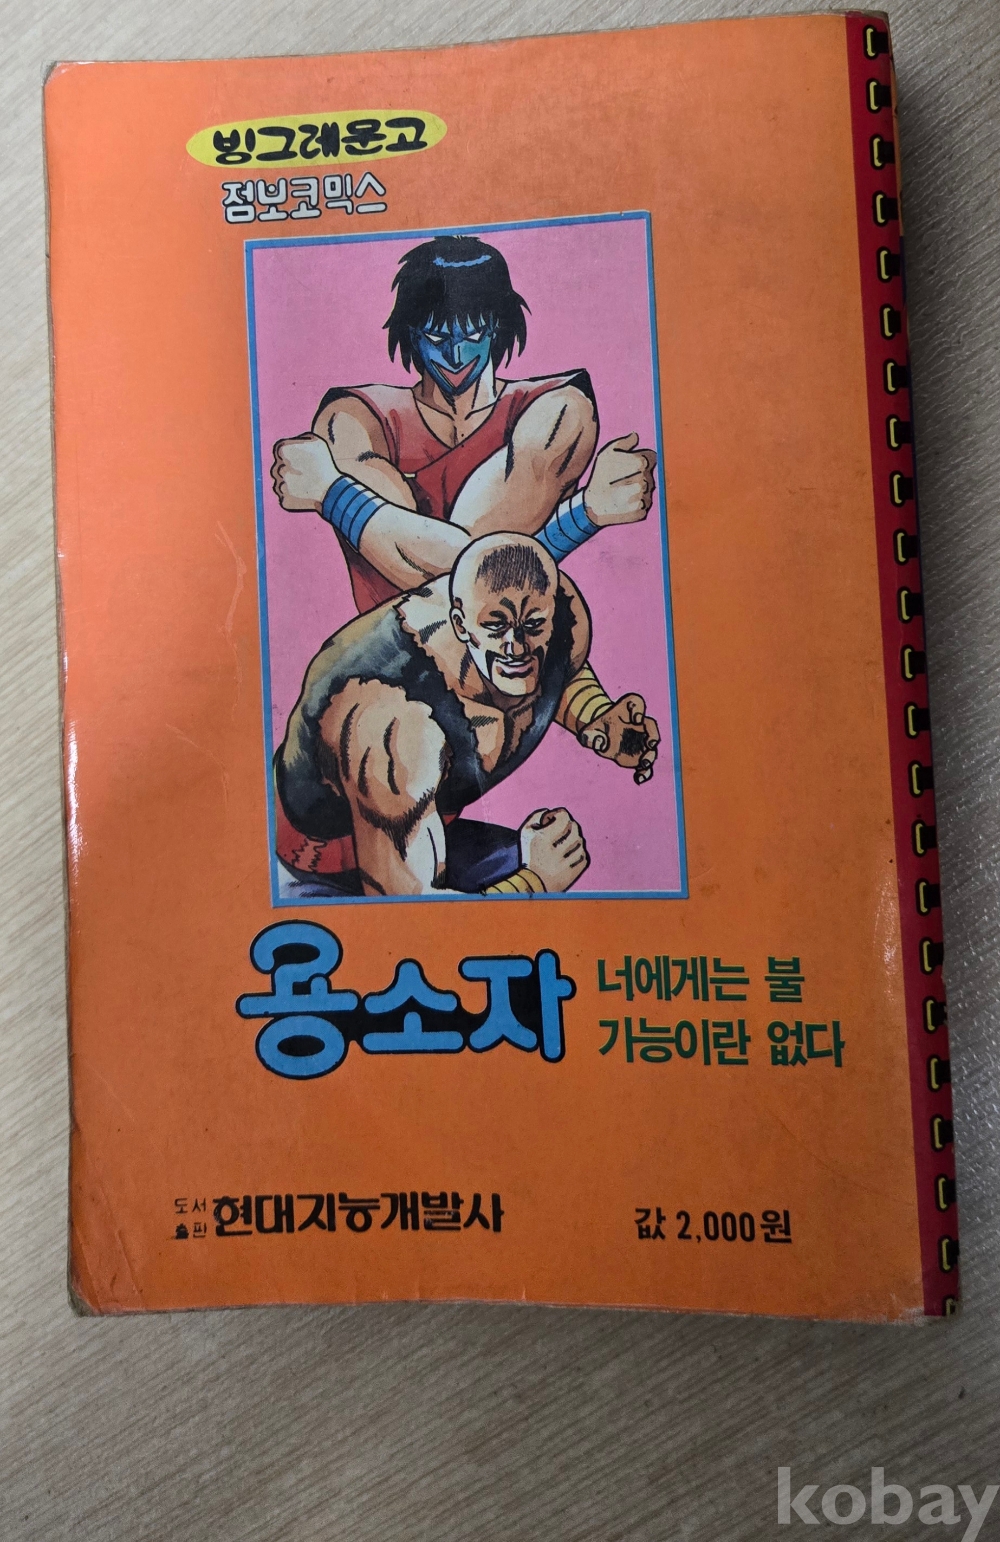 빙그레문고
점보코믹스
용소자
너에게는 불
가능이란 없다
도서
출판
현대지능개발사
값 2,000원
kobay